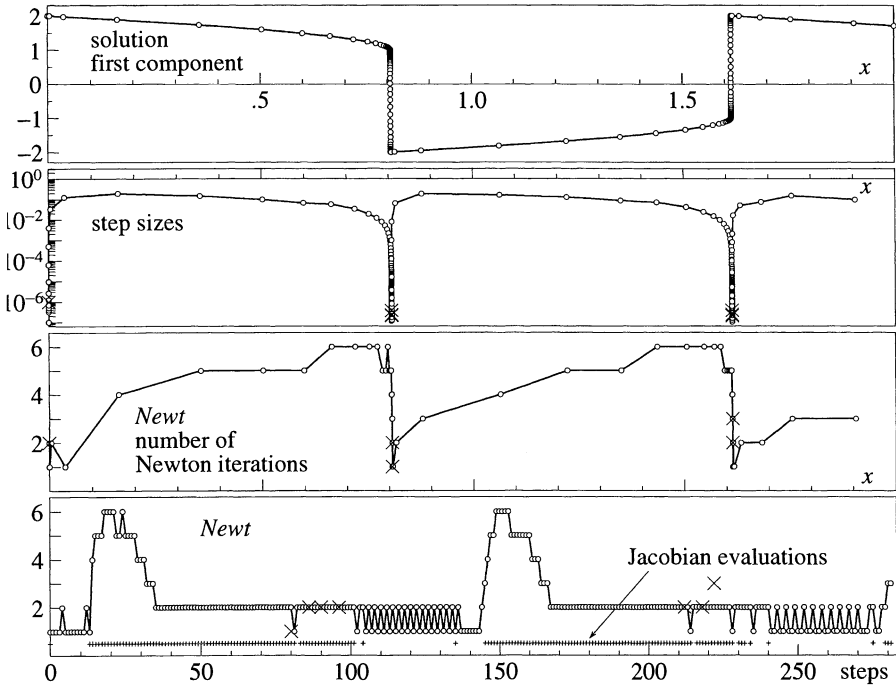 2
1
0
−1
−2
solution
first component
.5
1.0
1.5
x
10⁰
10⁻²
10⁻⁴
10⁻⁶
step sizes
x
6
4
2
Newt
number of
Newton iterations
x
6
4
2
Newt
Jacobian evaluations
0
50
100
150
200
250
steps